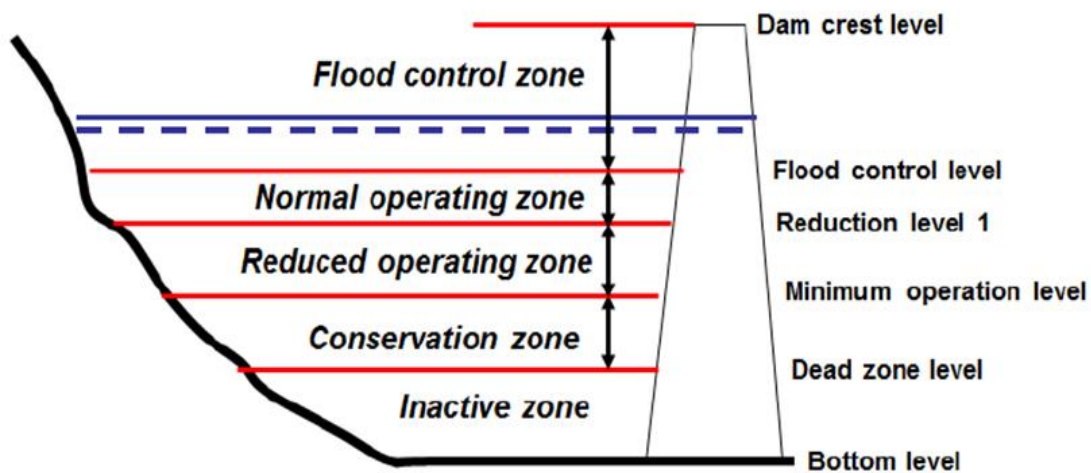 Dam crest level
Flood control zone
Flood control level
Normal operating zone
Reduction level 1
Reduced operating zone
Minimum operation level
Conservation zone
Dead zone level
Inactive zone
Bottom level